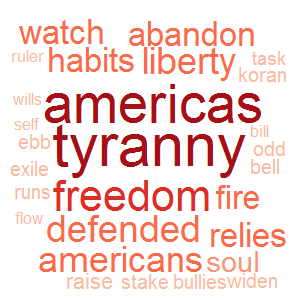 watch abandon
ruler habits liberty task
koran
americas
wills
self tyranny bill
ebb odd
exile freedom fire bell
runs
flow defended relies
americans soul
raise stake bullies widen